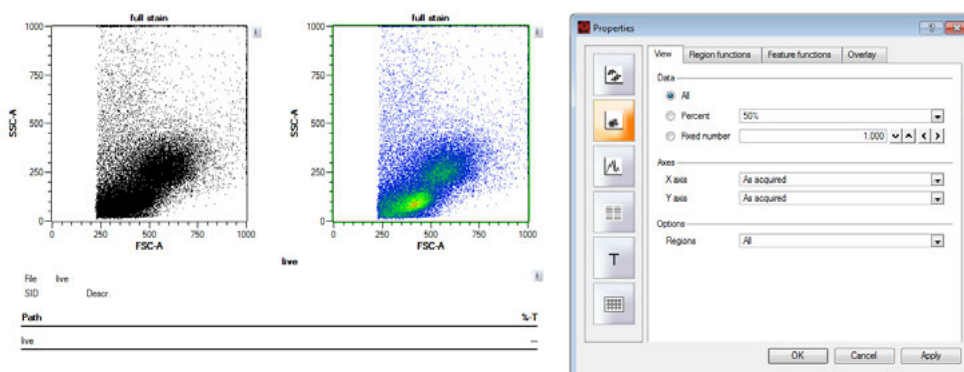 full stain
1000
750
500
250
0
SSC-A
0 250 500 750 1000
FSC-A
full stain
1000
750
500
250
0
SSC-A
0 250 500 750 1000
FSC-A
live
File live
SID Descr.
Path %-T
live ---
Properties
View Region functions Feature functions Overlay
Data
All
Percent 50%
Fixed number 1.000
Axes
X axis As acquired
Y axis As acquired
Options
Regions All
T
OK Cancel Apply